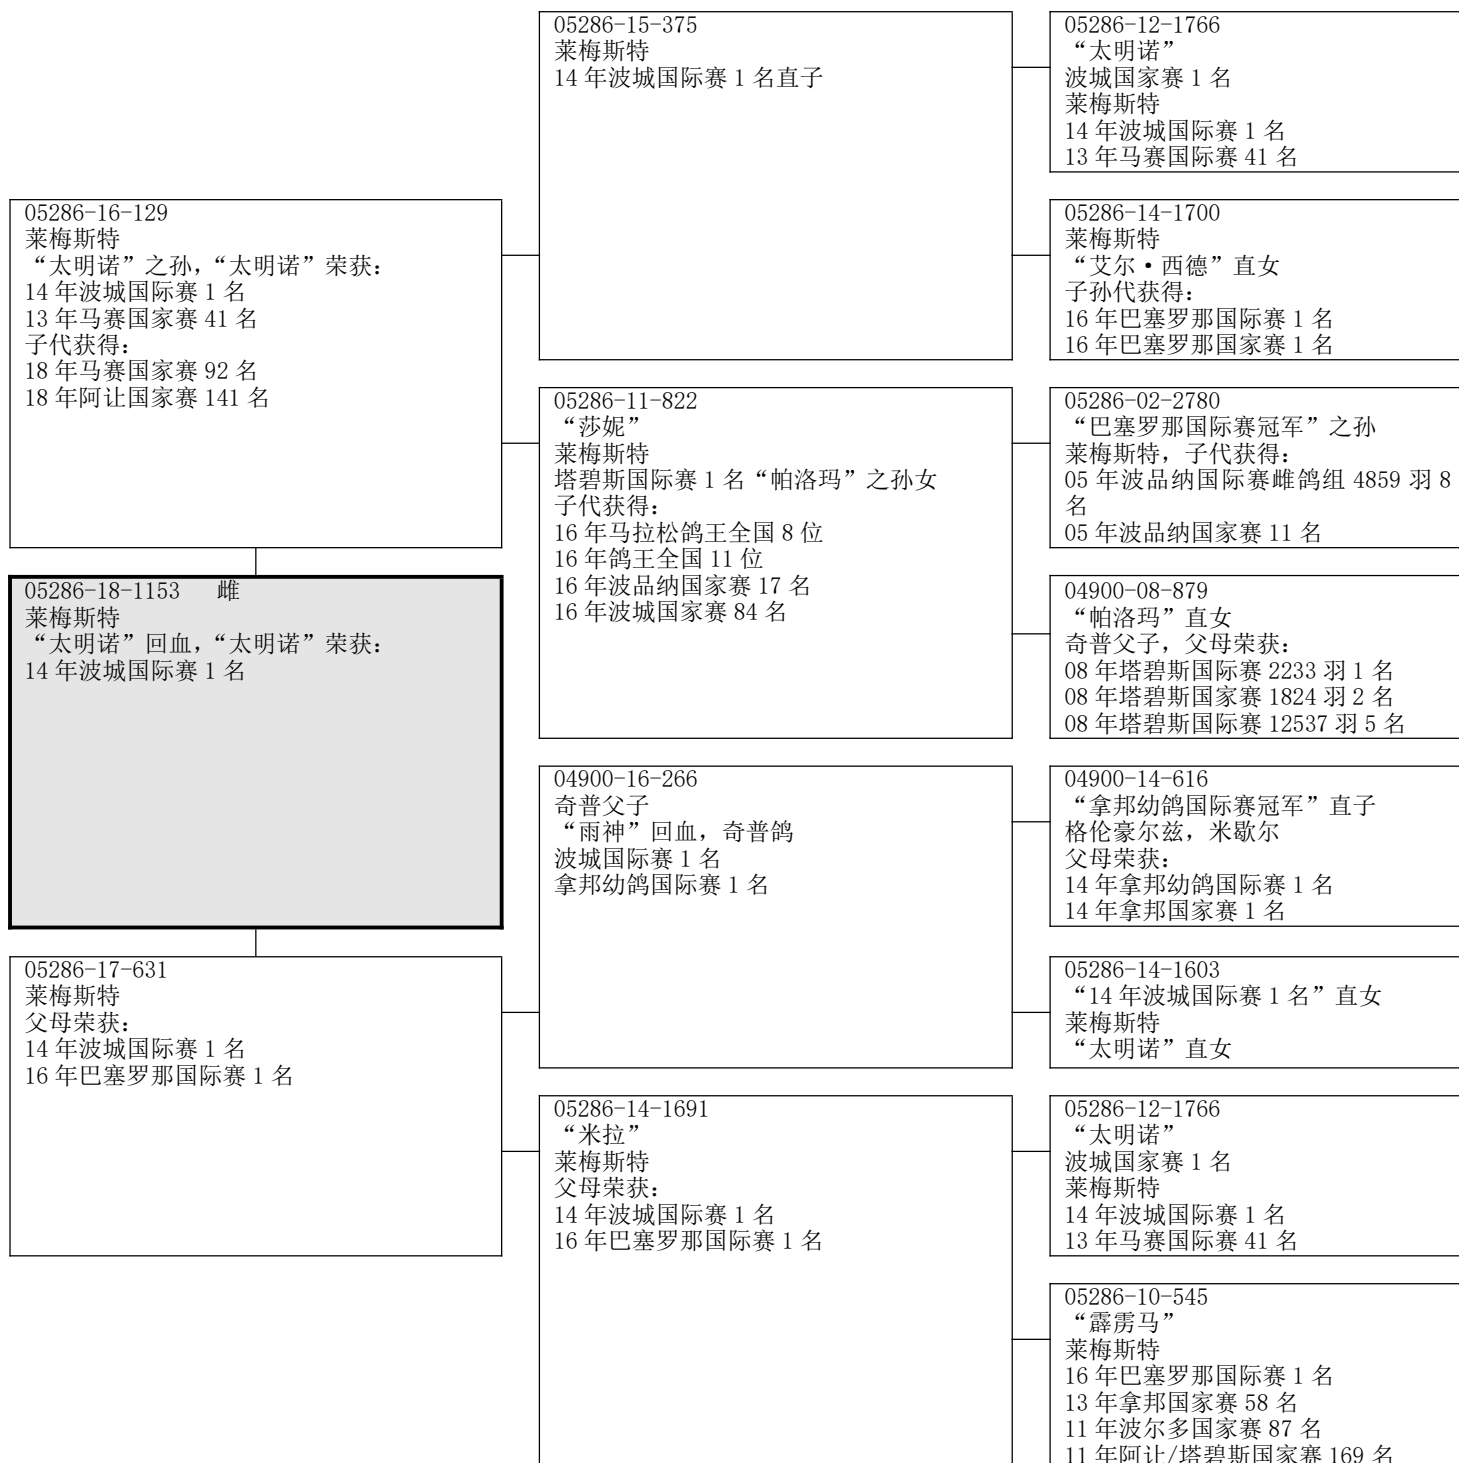 05286-15-375
莱梅斯特
14 年波城国际赛 1 名直子
05286-12-1766
“太明诺”
波城国家赛 1 名
莱梅斯特
14 年波城国际赛 1 名
13 年马赛国际赛 41 名
05286-16-129
莱梅斯特
“太明诺”之孙，“太明诺”荣获：
14 年波城国际赛 1 名
13 年马赛国家赛 41 名
子代获得：
18 年马赛国家赛 92 名
18 年阿让国家赛 141 名
05286-14-1700
莱梅斯特
“艾尔•西德”直女
子孙代获得：
16 年巴塞罗那国际赛 1 名
16 年巴塞罗那国家赛 1 名
05286-11-822
“莎妮”
莱梅斯特
塔碧斯国际赛 1 名“帕洛玛”之孙女
子代获得：
16 年马拉松鸽王全国 8 位
16 年鸽王全国 11 位
16 年波品纳国家赛 17 名
16 年波城国家赛 84 名
05286-02-2780
“巴塞罗那国际赛冠军”之孙
莱梅斯特，子代获得：
05 年波品纳国际赛雌鸽组 4859 羽 8
名
05 年波品纳国家赛 11 名
05286-18-1153 雌
莱梅斯特
“太明诺”回血，“太明诺”荣获：
14 年波城国际赛 1 名
04900-08-879
“帕洛玛”直女
奇普父子，父母荣获：
08 年塔碧斯国际赛 2233 羽 1 名
08 年塔碧斯国家赛 1824 羽 2 名
08 年塔碧斯国际赛 12537 羽 5 名
04900-16-266
奇普父子
“雨神”回血，奇普鸽
波城国际赛 1 名
拿邦幼鸽国际赛 1 名
04900-14-616
“拿邦幼鸽国际赛冠军”直子
格伦豪尔兹，米歇尔
父母荣获：
14 年拿邦幼鸽国际赛 1 名
14 年拿邦国家赛 1 名
05286-17-631
莱梅斯特
父母荣获：
14 年波城国际赛 1 名
16 年巴塞罗那国际赛 1 名
05286-14-1603
“14 年波城国际赛 1 名”直女
莱梅斯特
“太明诺”直女
05286-14-1691
“米拉”
莱梅斯特
父母荣获：
14 年波城国际赛 1 名
16 年巴塞罗那国际赛 1 名
05286-12-1766
“太明诺”
波城国家赛 1 名
莱梅斯特
14 年波城国际赛 1 名
13 年马赛国际赛 41 名
05286-10-545
“霹雳马”
莱梅斯特
16 年巴塞罗那国际赛 1 名
13 年拿邦国家赛 58 名
11 年波尔多国家赛 87 名
11 年阿让/塔碧斯国家赛 169 名